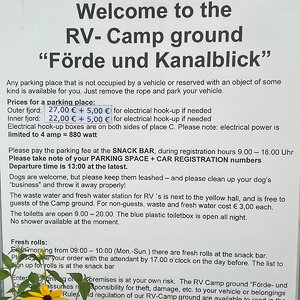 Welcome to the
RV- Camp ground
“Förde und Kanalblick”
Any parking place that is not occupied by a vehicle or reserved with an object of some
kind is available for you. Just remove the rope and park your vehicle.
Prices for a parking place:
Outer fjord: 27,00 € + 5,00 € for electrical hook-up if needed
Inner fjord: 22,00 € + 5,00 € for electrical hook-up if needed
Electrical hook-up boxes are on both sides of place C. Please note: electrical power is
limited to 4 amp = 880 watt
Please pay the parking fee at the SNACK BAR, during registration hours 9.00 – 18.00 Uhr
Please take note of your PARKING SPACE + CAR REGISTRATION numbers
Departure time is 13:00 at the latest.
Dogs are welcome, but please keep them leashed – and please clean up your dog's
"business" and throw it away properly!
The waste water and fresh water station for RV´s is next to the yellow hall, and is free to
guests of the Camp Ground. For non-guests, waste and fresh water cost € 3,00 each.
The toilets are open 9.00 – 20.00. The blue plastic toiletbox is open all night.
No shower available at the moment.
Fresh rolls:
morning from 09:00 – 10:00 (Mon.-Sun.) there are fresh rolls at the snack bar.
your order with the attendant by 17.00 o'clock on the day before. The list to
sign up for rolls is at the snack bar
premises is at your own risk. The RV Camp ground "Förde- und
assumes no responsibility for theft, damage, etc. to your vehicle or belongings
regulation of our RV-Camp ground are available to read in the